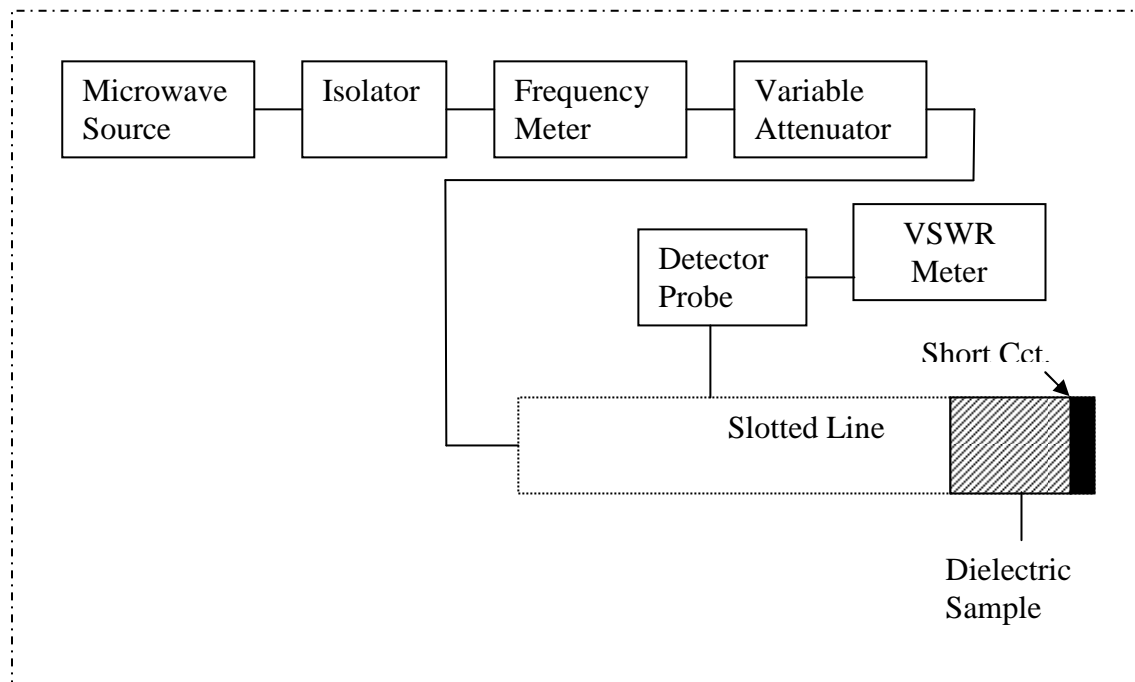 Microwave
Source
Isolator
Frequency
Meter
Variable
Attenuator
Detector
Probe
VSWR
Meter
Short Cct.
Slotted Line
Dielectric
Sample